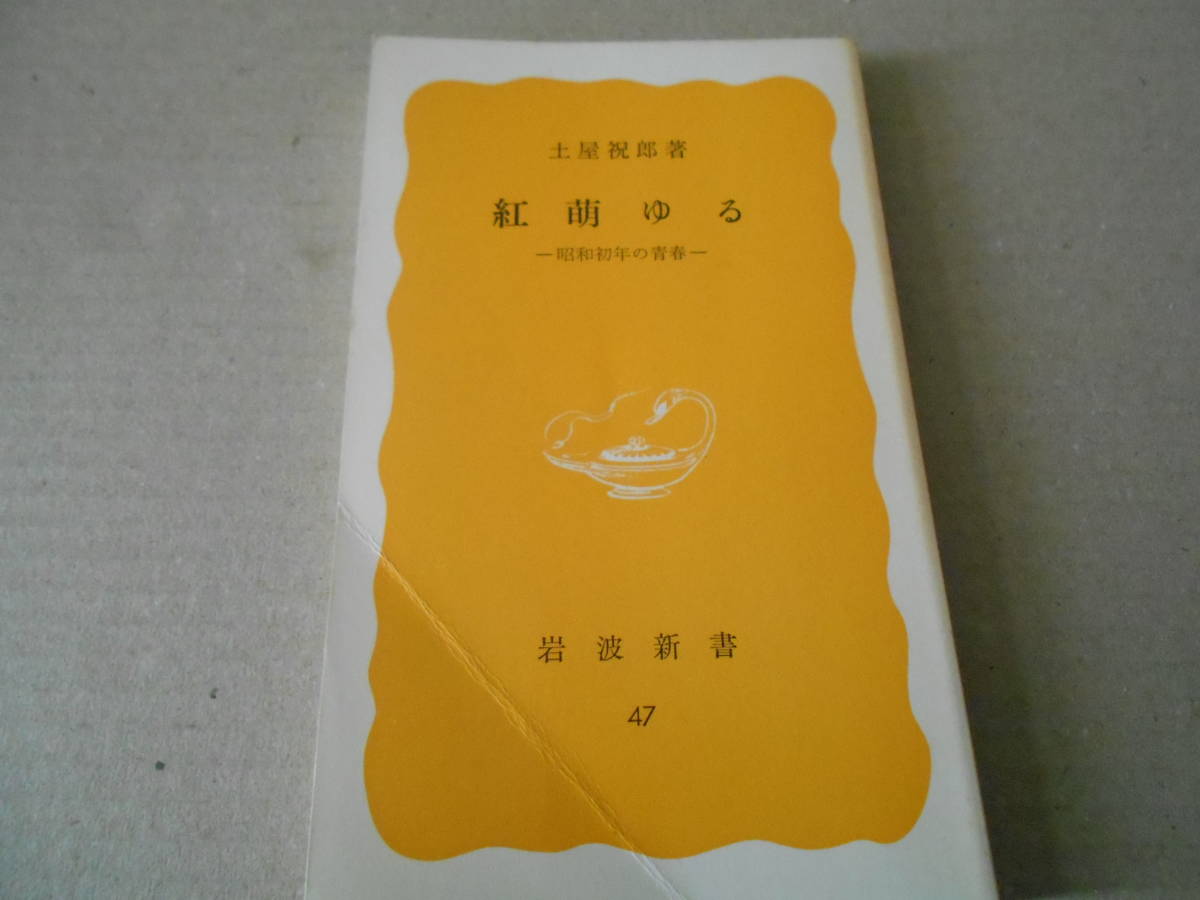 土屋祝郎著
紅萌ゆる
―昭和初年の青春―
岩波新書
47